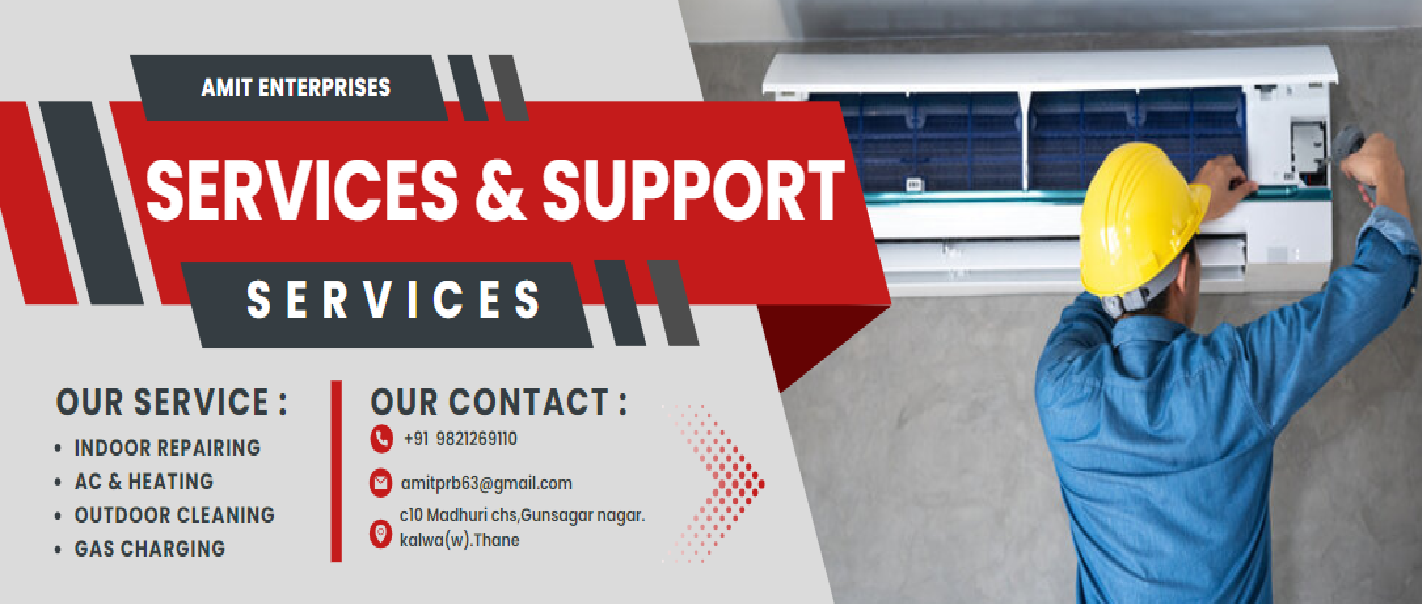 AMIT ENTERPRISES
SERVICES & SUPPORT
SERVICES
OUR SERVICE :
• INDOOR REPAIRING
• AC & HEATING
• OUTDOOR CLEANING
• GAS CHARGING
OUR CONTACT :
+91 9821269110
amitprb63@gmail.com
c10 Madhuri chs,Gunsagar nagar.
kalwa(w).Thane